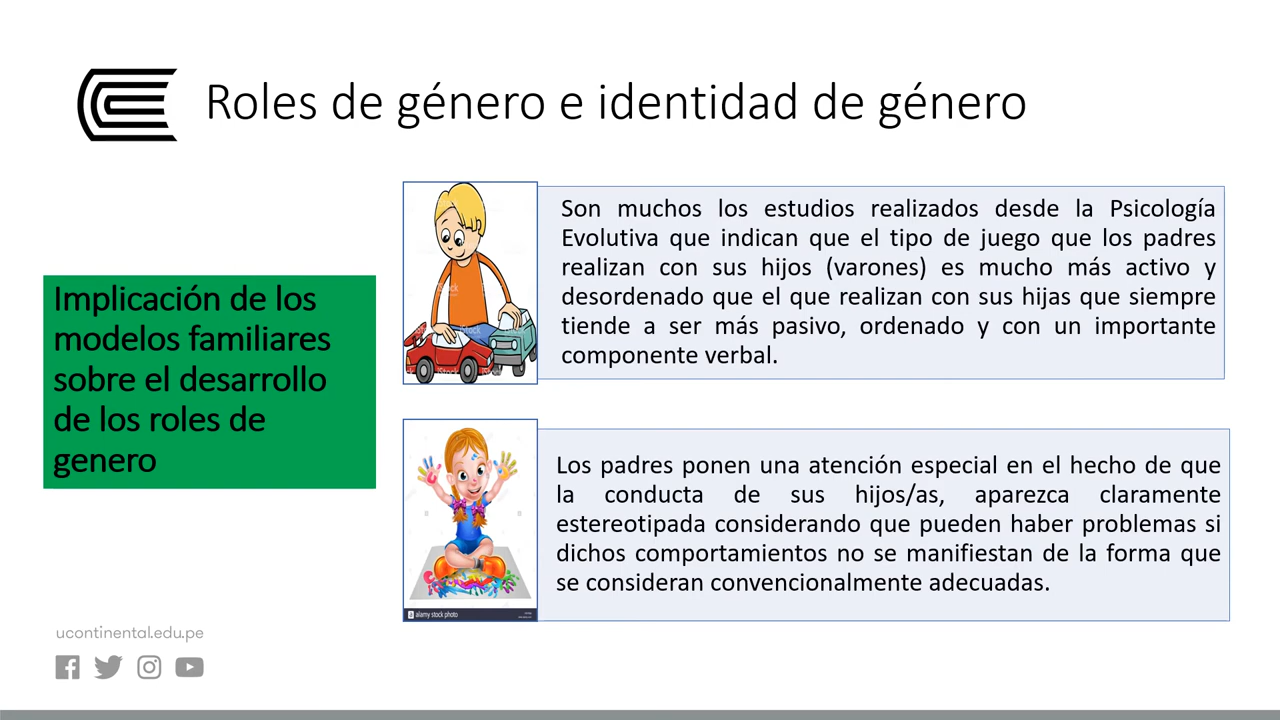 Roles de género e identidad de género
Implicación de los
modelos familiares
sobre el desarrollo
de los roles de
genero
Son muchos los estudios realizados desde la Psicología
Evolutiva que indican que el tipo de juego que los padres
realizan con sus hijos (varones) es mucho más activo y
desordenado que el que realizan con sus hijas que siempre
tiende a ser más pasivo, ordenado y con un importante
componente verbal.
Los padres ponen una atención especial en el hecho de que
la conducta de sus hijos/as, aparezca claramente
estereotipada considerando que pueden haber problemas si
dichos comportamientos no se manifiestan de la forma que
se consideran convencionalmente adecuadas.
alamy stock photo
ucontinental.edu.pe